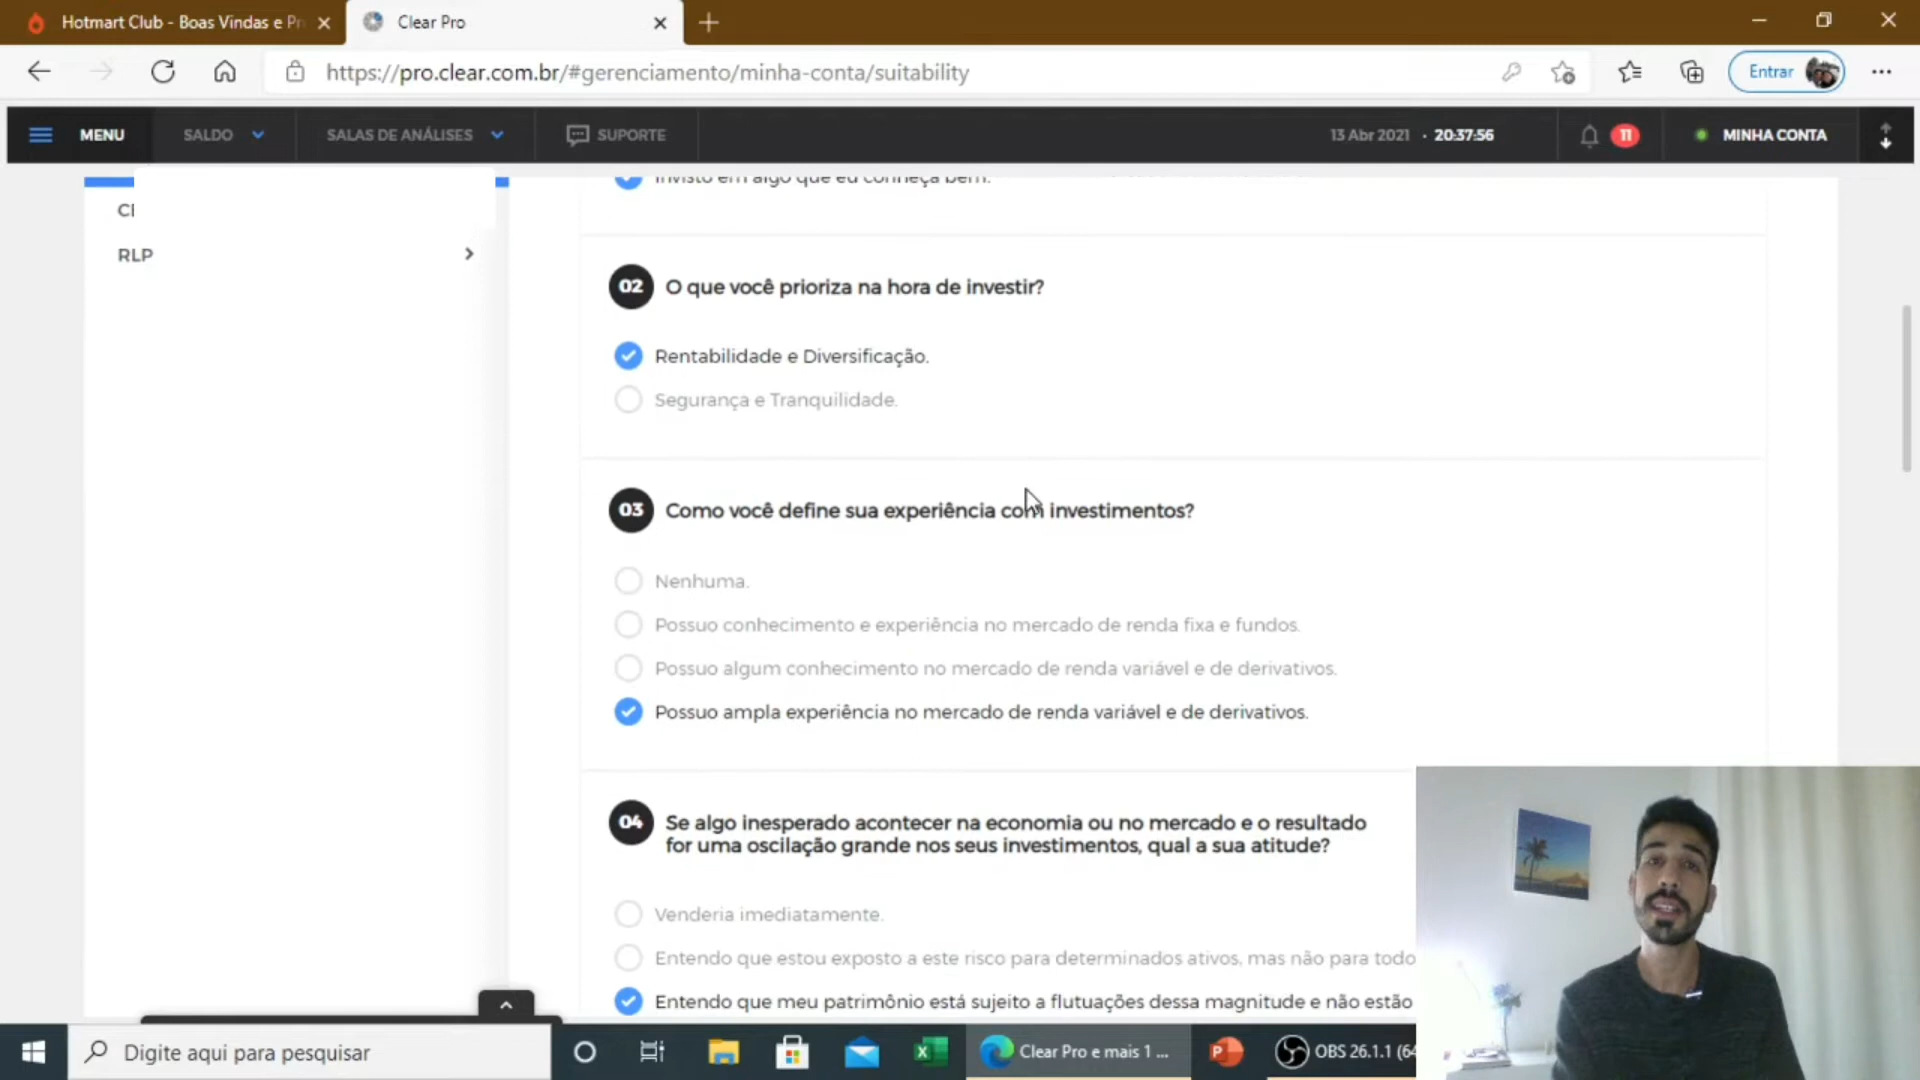 Hotmart Club - Boas Vindas e Pr
Clear Pro
https://pro.clear.com.br/#gerenciamento/minha-conta/suitability
Entrar
MENU
SALDO
SALAS DE ANÁLISES
SUPORTE
13 Abr 2021 · 20:37:56
11
MINHA CONTA
Invisto em algo que eu conheça bem.
RLP
02 O que você prioriza na hora de investir?
Rentabilidade e Diversificação.
Segurança e Tranquilidade.
03 Como você define sua experiência com investimentos?
Nenhuma.
Possuo conhecimento e experiência no mercado de renda fixa e fundos.
Possuo algum conhecimento no mercado de renda variável e de derivativos.
Possuo ampla experiência no mercado de renda variável e de derivativos.
04 Se algo inesperado acontecer na economia ou no mercado e o resultado
for uma oscilação grande nos seus investimentos, qual a sua atitude?
Venderia imediatamente.
Entendo que estou exposto a este risco para determinados ativos, mas não para todo
Entendo que meu patrimônio está sujeito a flutuações dessa magnitude e não estão
Digite aqui para pesquisar
Clear Pro e mais 1 ...
OBS 26.1.1 (64